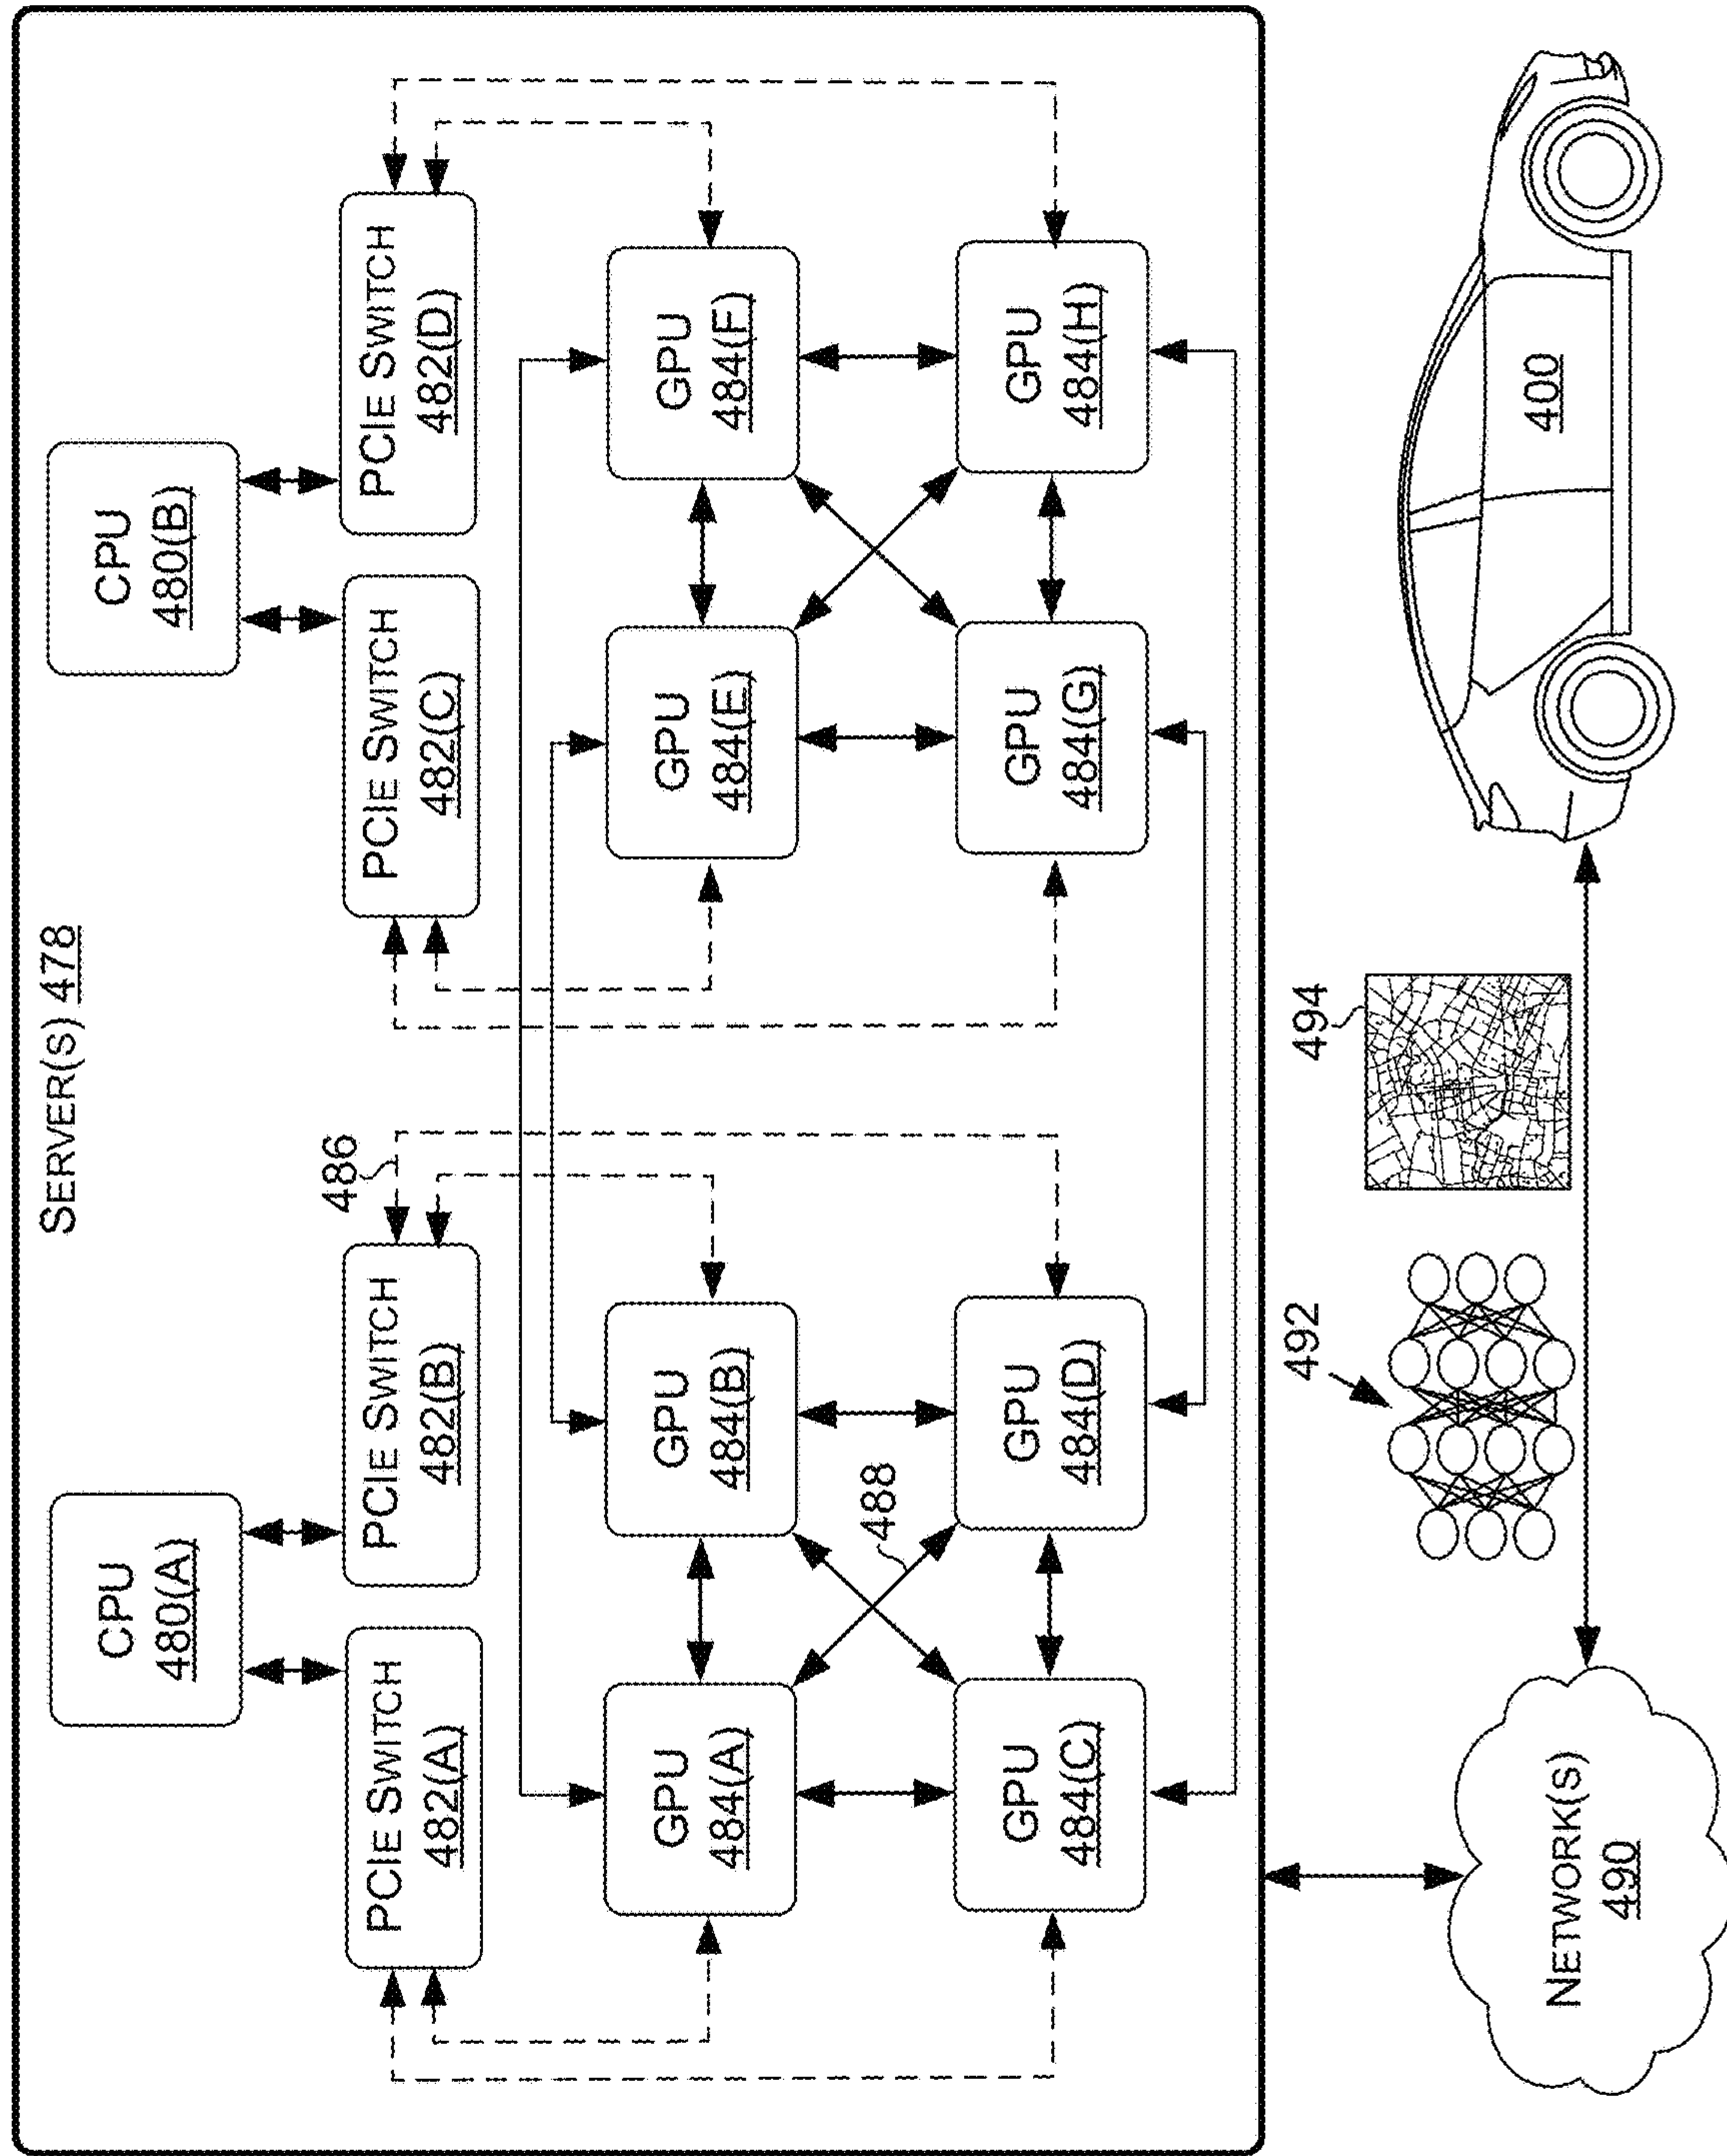 SERVER(S) 478
CPU
480(A)
CPU
480(B)
PCIE SWITCH
482(A)
PCIE SWITCH
482(B)
486
PCIE SWITCH
482(C)
PCIE SWITCH
482(D)
GPU
484(A)
GPU
484(B)
GPU
484(E)
GPU
484(F)
488
GPU
484(C)
GPU
484(D)
GPU
484(G)
GPU
484(H)
NETWORK(S)
490
492
494
400